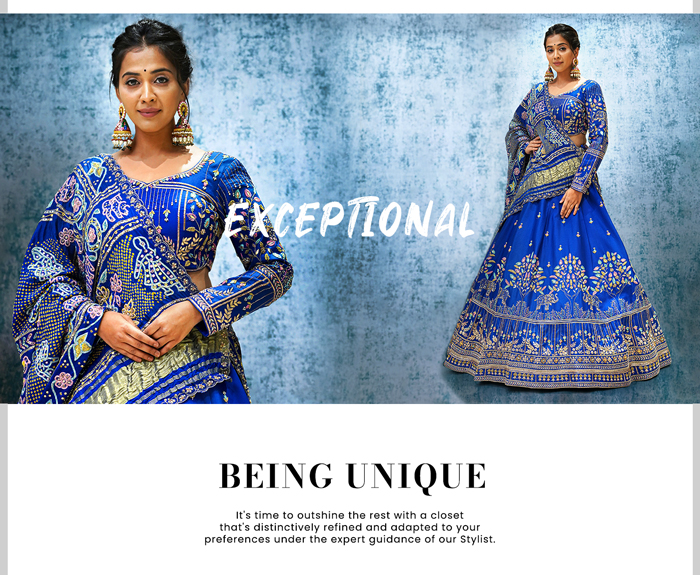 EXCEPTIONAL
BEING UNIQUE
It's time to outshine the rest with a closet
that's distinctively refined and adapted to your
preferences under the expert guidance of our Stylist.